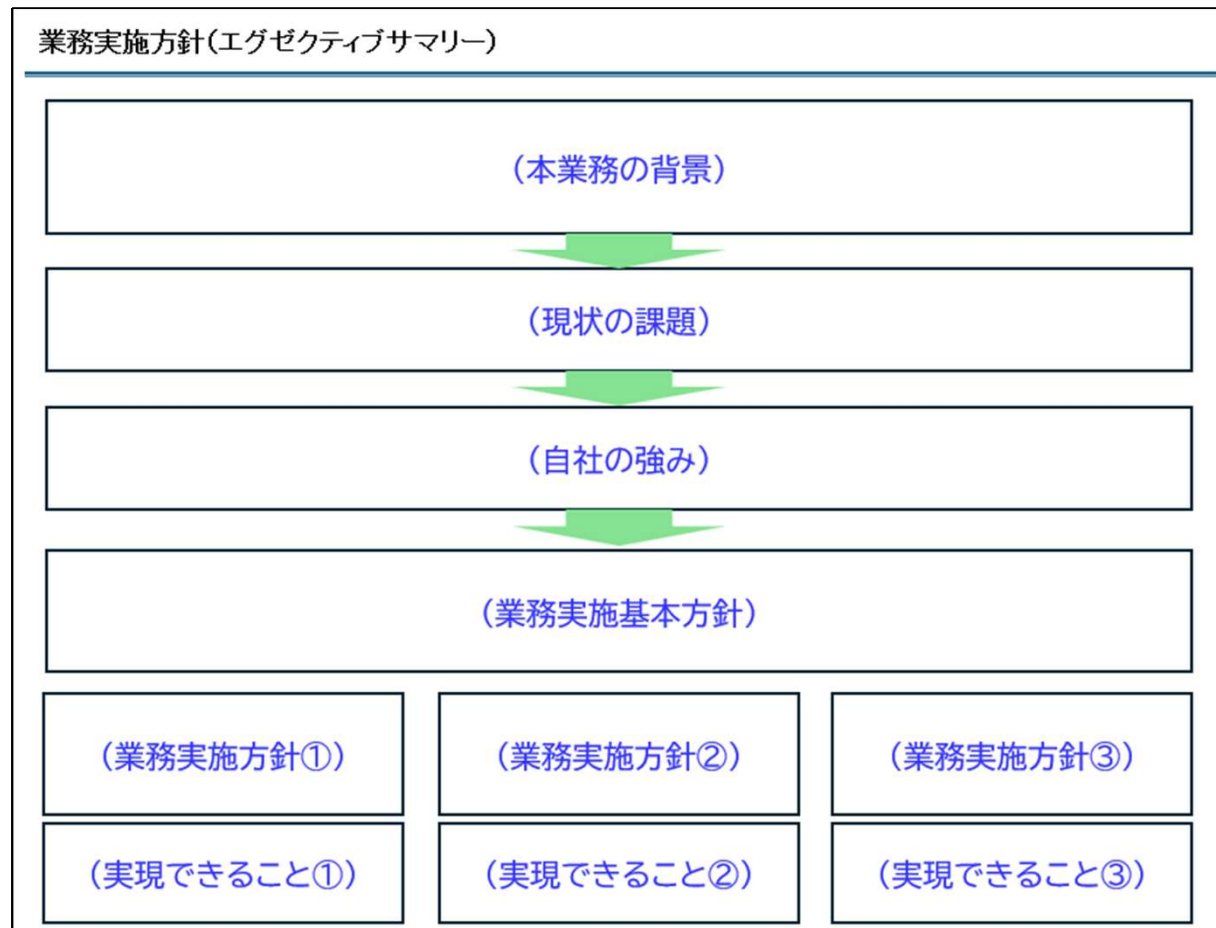 業務実施方針(エグゼクティブサマリー)
（本業務の背景）
（現状の課題）
（自社の強み）
（業務実施基本方針）
（業務実施方針①）
（業務実施方針②）
（業務実施方針③）
（実現できること①）
（実現できること②）
（実現できること③）